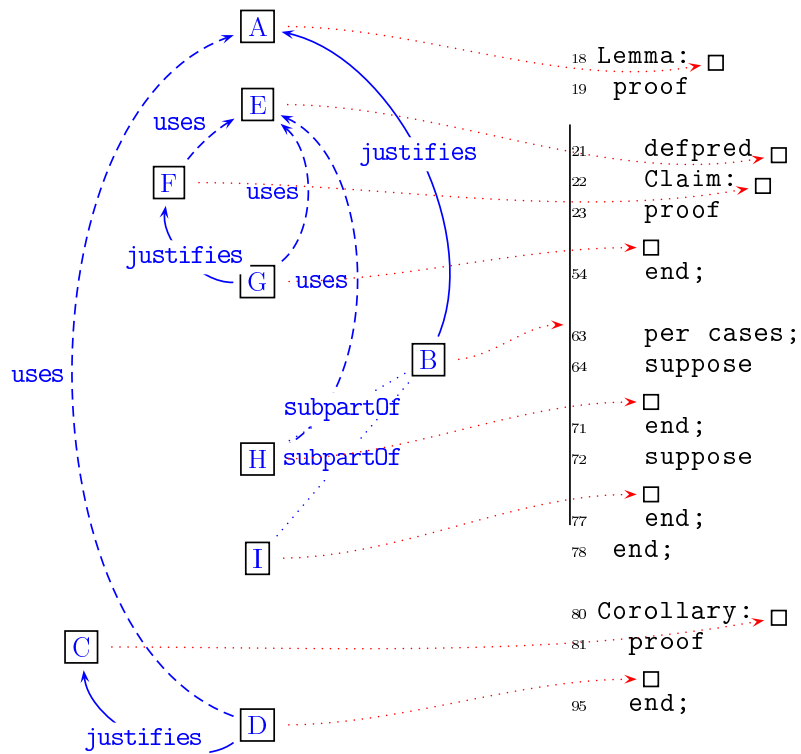 A
18 Lemma:
19 proof
E
uses
justifies
21 defpred
F
22 Claim:
uses
23 proof
justifies
G
uses
54 end;
63 per cases;
B
64 suppose
uses
subpartOf
71 end;
H
subpartOf
72 suppose
77 end;
I
78 end;
80 Corollary:
C
81 proof
95 end;
D
justifies